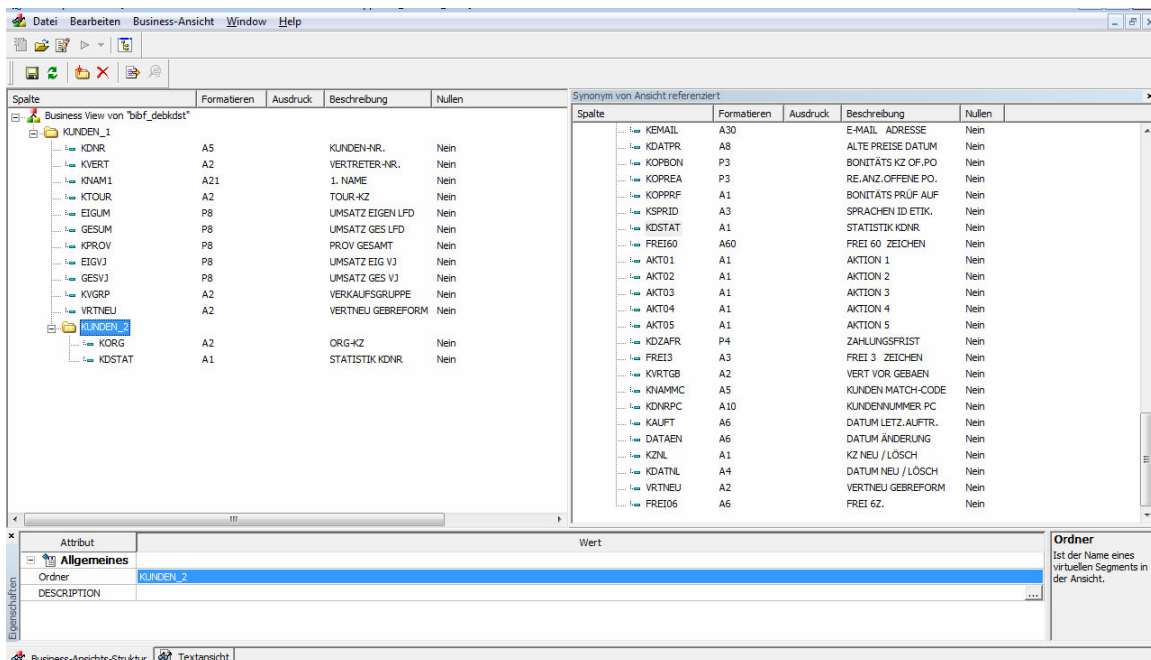 Datei Bearbeiten Business-Ansicht Window Help
Spalte Formatieren Ausdruck Beschreibung Nullen
Business View von "bibf_debkdst"
KUNDEN_1
KDNR A5 KUNDEN-NR. Nein
KVERT A2 VERTRETER-NR. Nein
KNAM1 A21 1. NAME Nein
KTOUR A2 TOUR-KZ Nein
EIGUM P8 UMSATZ EIGEN LFD Nein
GESUM P8 UMSATZ GES LFD Nein
KPROV P8 PROV GESAMT Nein
EIGVJ P8 UMSATZ EIG VJ Nein
GESVJ P8 UMSATZ GES VJ Nein
KVGRP A2 VERKAUFSGRUPPE Nein
VRTNEU A2 VERTNEU GEBREFORM Nein
KUNDEN_2
KORG A2 ORG-KZ Nein
KDSTAT A1 STATISTIK KDNR Nein
Synonym von Ansicht referenziert
Spalte Formatieren Ausdruck Beschreibung Nullen
KEMAIL A30 E-MAIL ADRESSE Nein
KDATPR A8 ALTE PREISE DATUM Nein
KOPBON P3 BONITÄTS KZ OF.PO Nein
KOPREA P3 RE.ANZ.OFFENE PO. Nein
KOPPRF A1 BONITÄTS PRÜF AUF Nein
KSPRID A3 SPRACHEN ID ETIK. Nein
KDSTAT A1 STATISTIK KDNR Nein
FREI60 A60 FREI 60 ZEICHEN Nein
AKT01 A1 AKTION 1 Nein
AKT02 A1 AKTION 2 Nein
AKT03 A1 AKTION 3 Nein
AKT04 A1 AKTION 4 Nein
AKT05 A1 AKTION 5 Nein
KDZAFR P4 ZAHLUNGSFRIST Nein
FREI3 A3 FREI 3 ZEICHEN Nein
KVRTGB A2 VERT VOR GEBAEN Nein
KNAMMC A5 KUNDEN MATCH-CODE Nein
KDNRPC A10 KUNDENNUMMER PC Nein
KAUFT A6 DATUM LETZ.AUFTR. Nein
DATAEN A6 DATUM ÄNDERUNG Nein
KZNL A1 KZ NEU / LÖSCH Nein
KDATNL A4 DATUM NEU / LÖSCH Nein
VRTNEU A2 VERTNEU GEBREFORM Nein
FREI06 A6 FREI 6Z. Nein
Eigenschaften
Attribut Wert
Allgemeines
Ordner KUNDEN_2
DESCRIPTION ...
Ordner
Ist der Name eines
virtuellen Segments in
der Ansicht.
Business-Ansichts-Struktur Textansicht